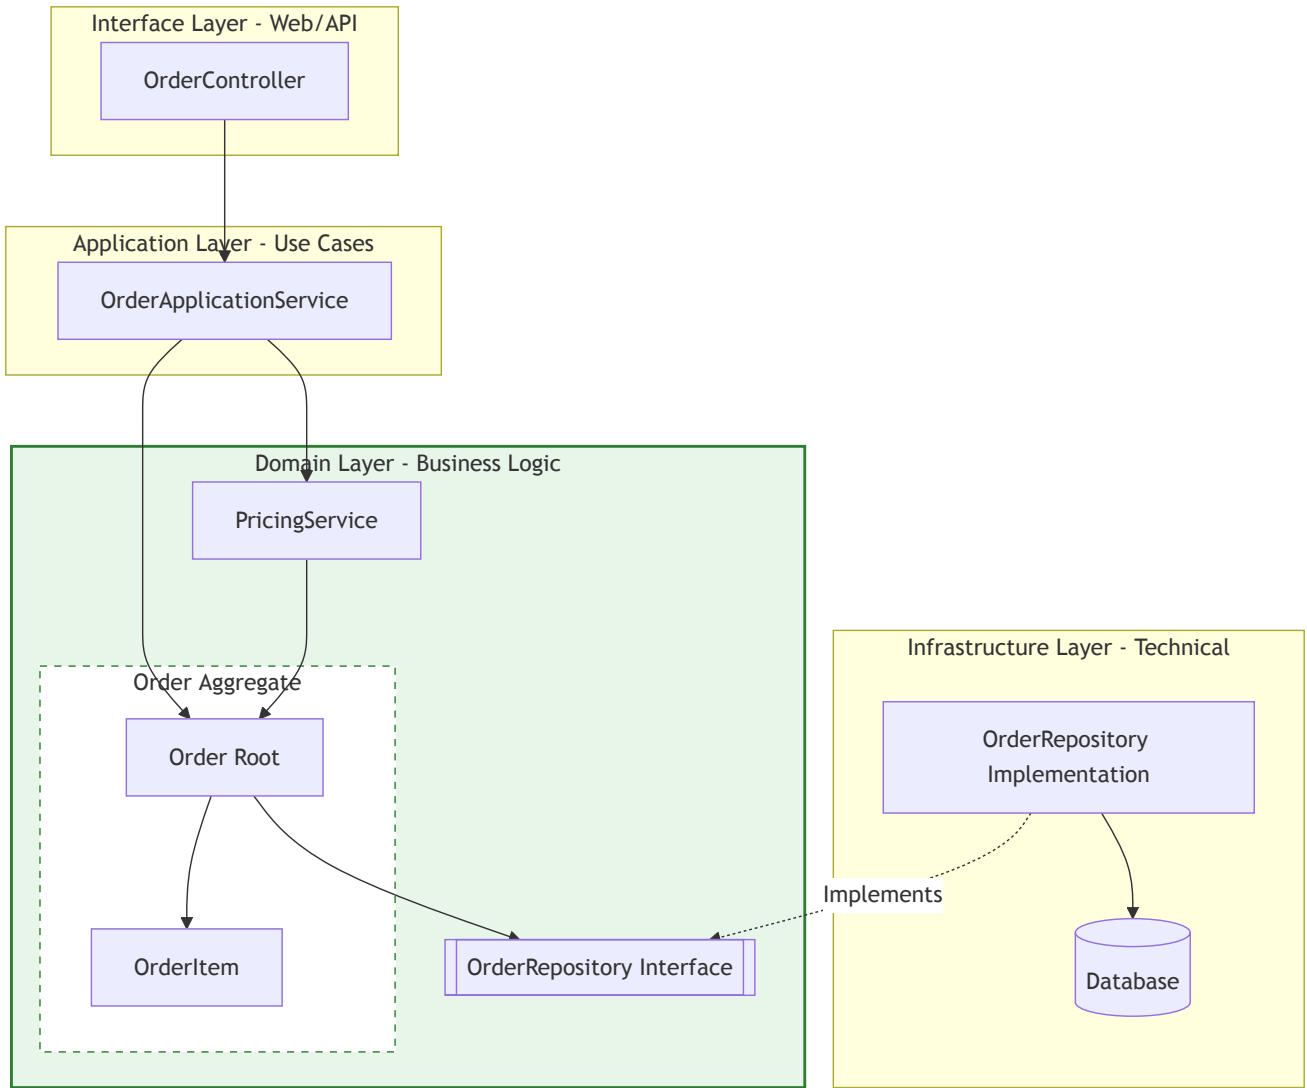 Interface Layer - Web/API
OrderController
Application Layer - Use Cases
OrderApplicationService
Domain Layer - Business Logic
PricingService
Order Aggregate
Order Root
OrderItem
OrderRepository Interface
Implements
Infrastructure Layer - Technical
OrderRepository
Implementation
Database